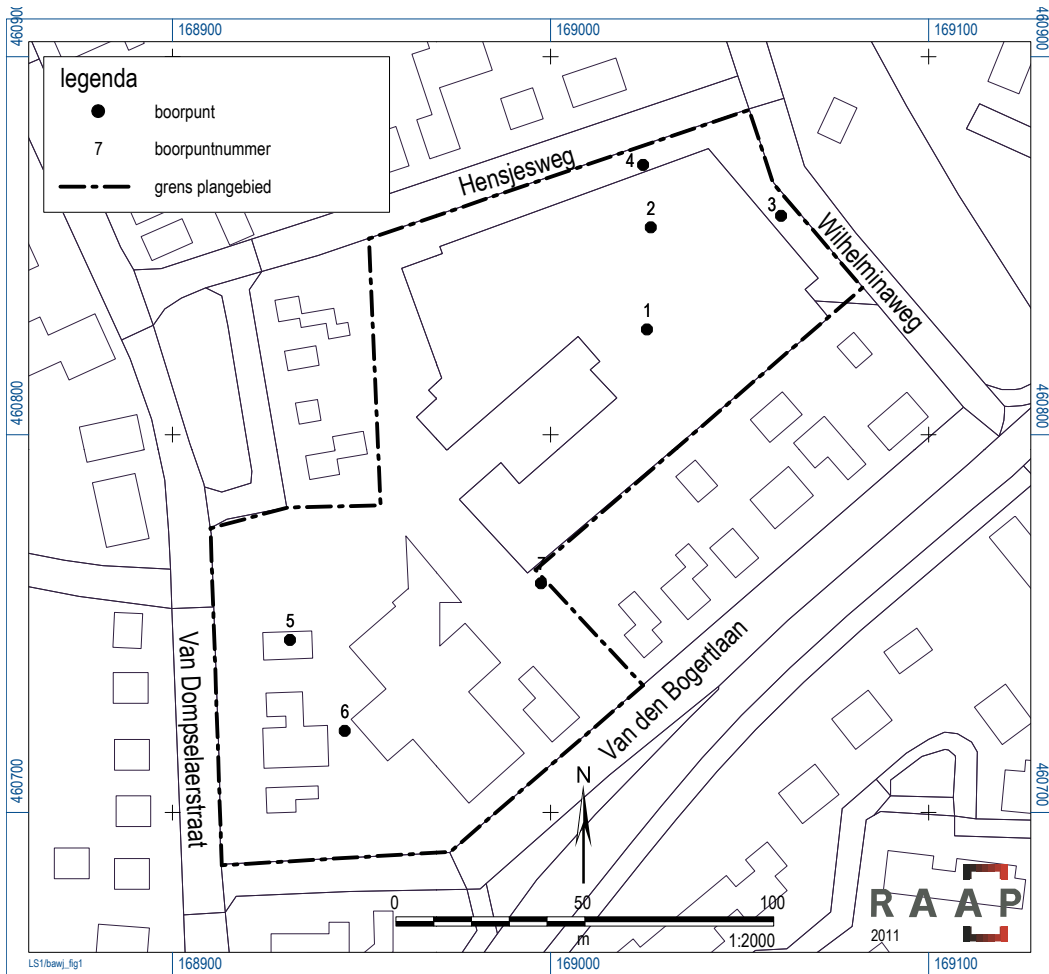 168900
169000
169100
460900
460900
legenda
boorpunt
7
boorpuntnummer
grens plangebied
Hensjesweg
4
2
3
Wilhelminaweg
1
460800
460800
7
5
6
Van Dompselaerstraat
Van den Bogertlaan
460700
460700
N
0
50
100
m
1:2000
RAAP
2011
LS1/bawj_fig1
168900
169000
169100